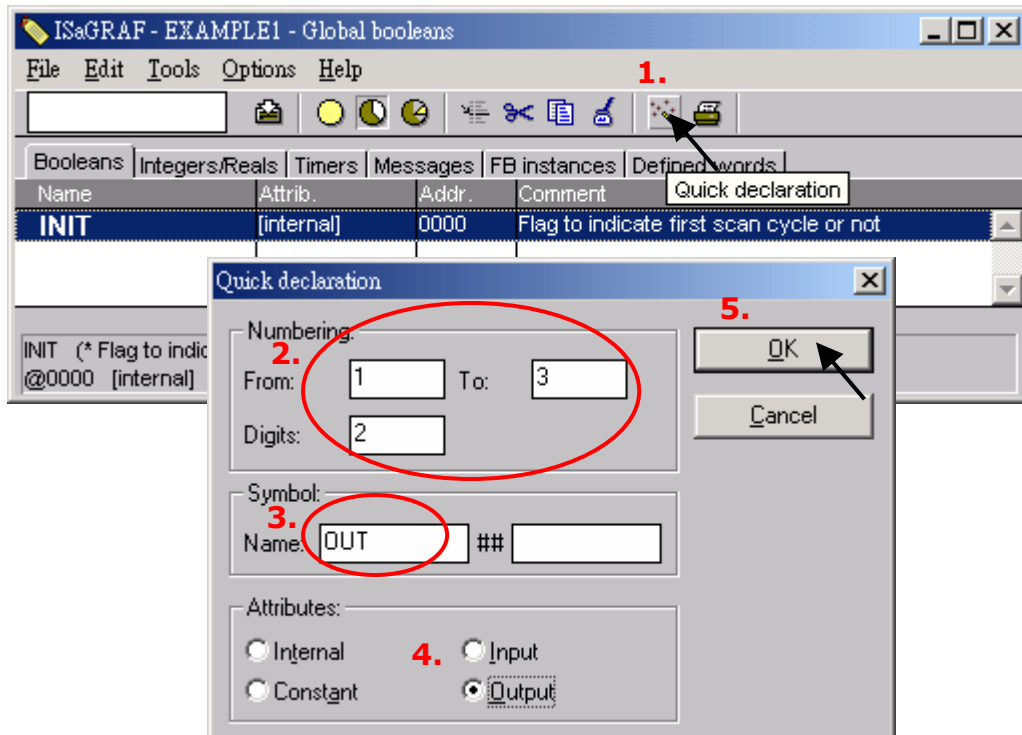 ISaGRAF - EXAMPLE1 - Global booleans
File Edit Tools Options Help
1.
Booleans Integers/Reals Timers Messages FB instances Defined words
Quick declaration
Name Attrib. Addr. Comment
INIT [internal] 0000 Flag to indicate first scan cycle or not
INIT (* Flag to indic
@0000 [internal]
Quick declaration
Numbering:
2.
From: 1 To: 3
Digits: 2
5.
OK
Cancel
Symbol:
3.
Name: OUT ##
Attributes:
Internal
4.
Input
Constant
Output